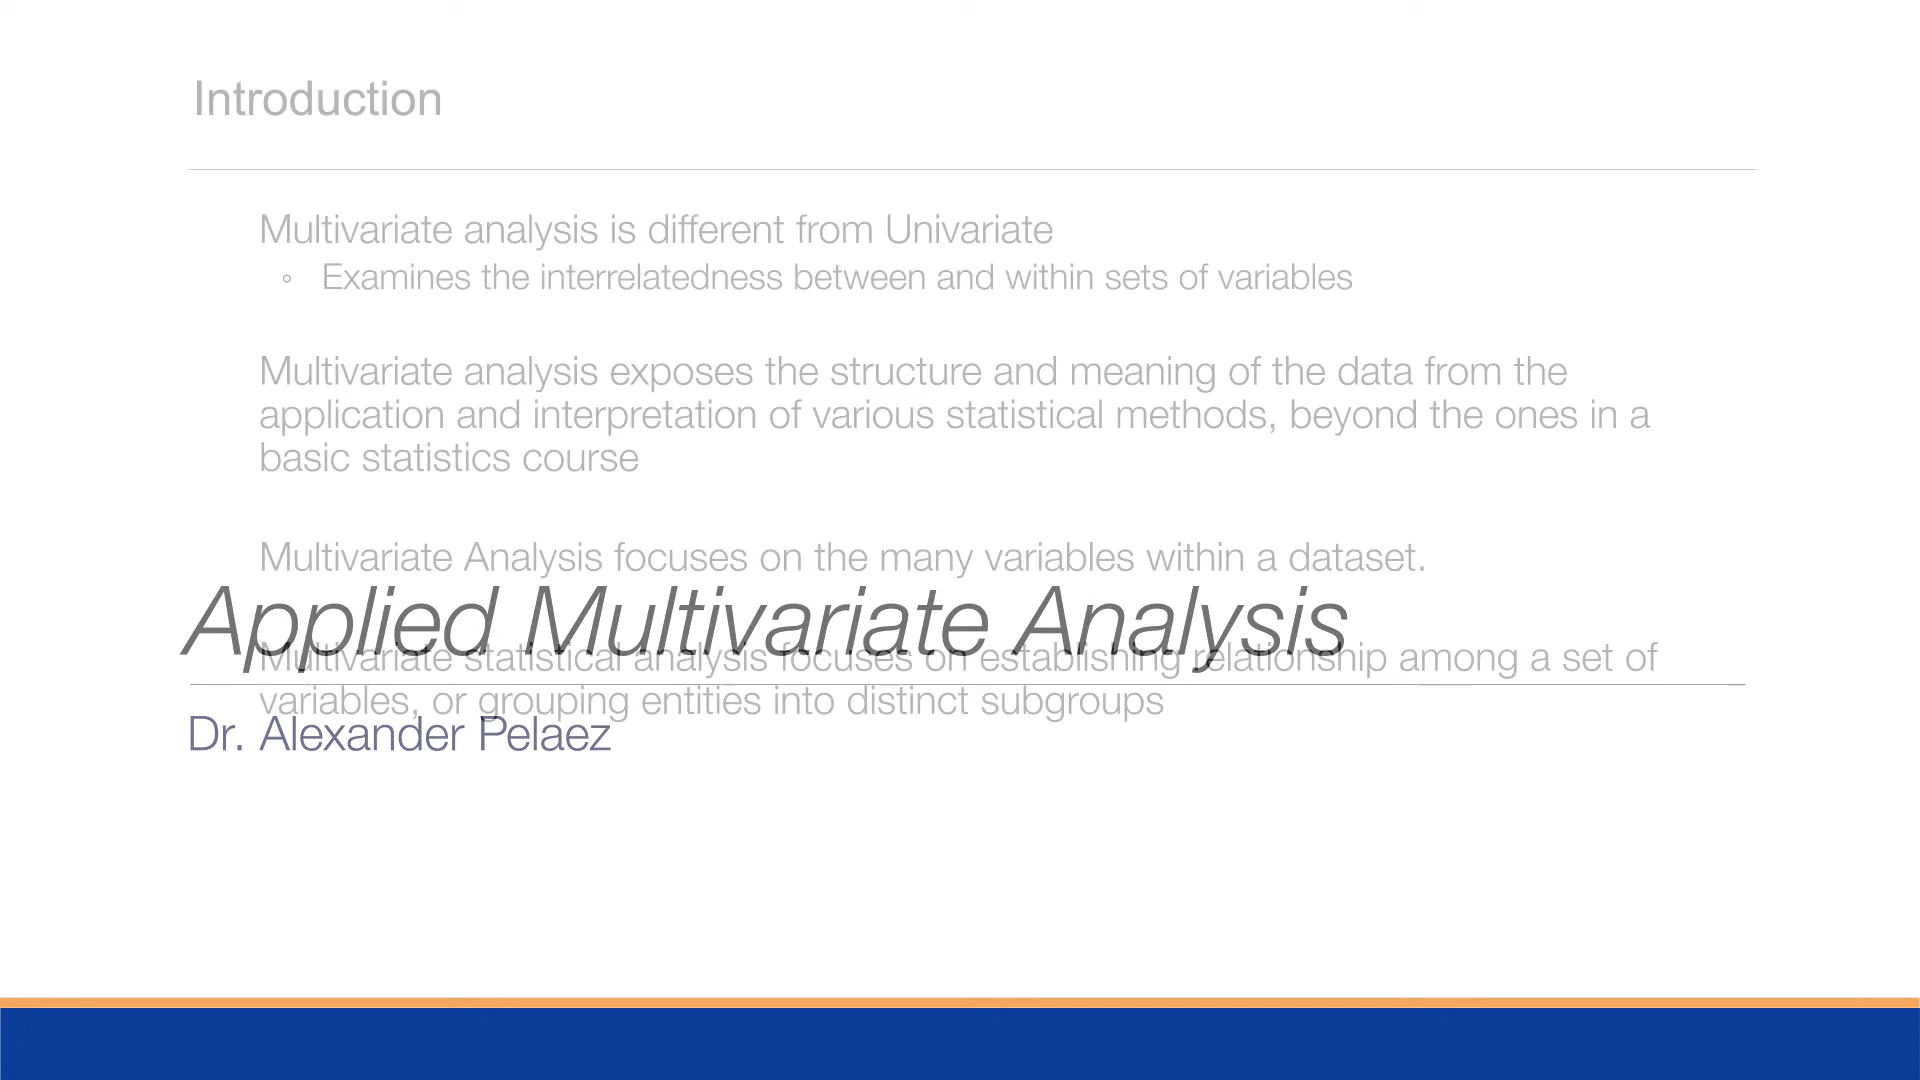 Introduction
Multivariate analysis is different from Univariate
◦ Examines the interrelatedness between and within sets of variables
Multivariate analysis exposes the structure and meaning of the data from the
application and interpretation of various statistical methods, beyond the ones in a
basic statistics course
Multivariate Analysis focuses on the many variables within a dataset.
Applied Multivariate Analysis
Multivariate statistical analysis focuses on establishing relationship among a set of
variables, or grouping entities into distinct subgroups
Dr. Alexander Pelaez